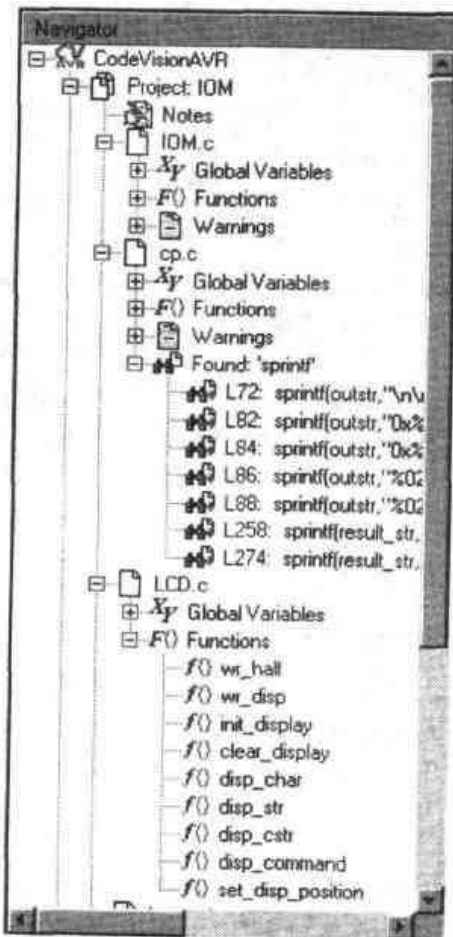 Navigator
CodeVisionAVR
Project: IOM
Notes
IOM.c
Global Variables
F() Functions
Warnings
cp.c
Global Variables
F() Functions
Warnings
Found: 'sprintf'
L72: sprintf(outstr,"\n\
L82: sprintf(outstr,"0x%
L84: sprintf(outstr,"0x%
L86: sprintf(outstr,"%02
L88: sprintf(outstr,"%02
L258: sprintf(result_str,
L274: sprintf(result_str,
LCD.c
Global Variables
F() Functions
f() wr_half
f() wr_disp
f() init_display
f() clear_display
f() disp_char
f() disp_str
f() disp_cstr
f() disp_command
f() set_disp_position